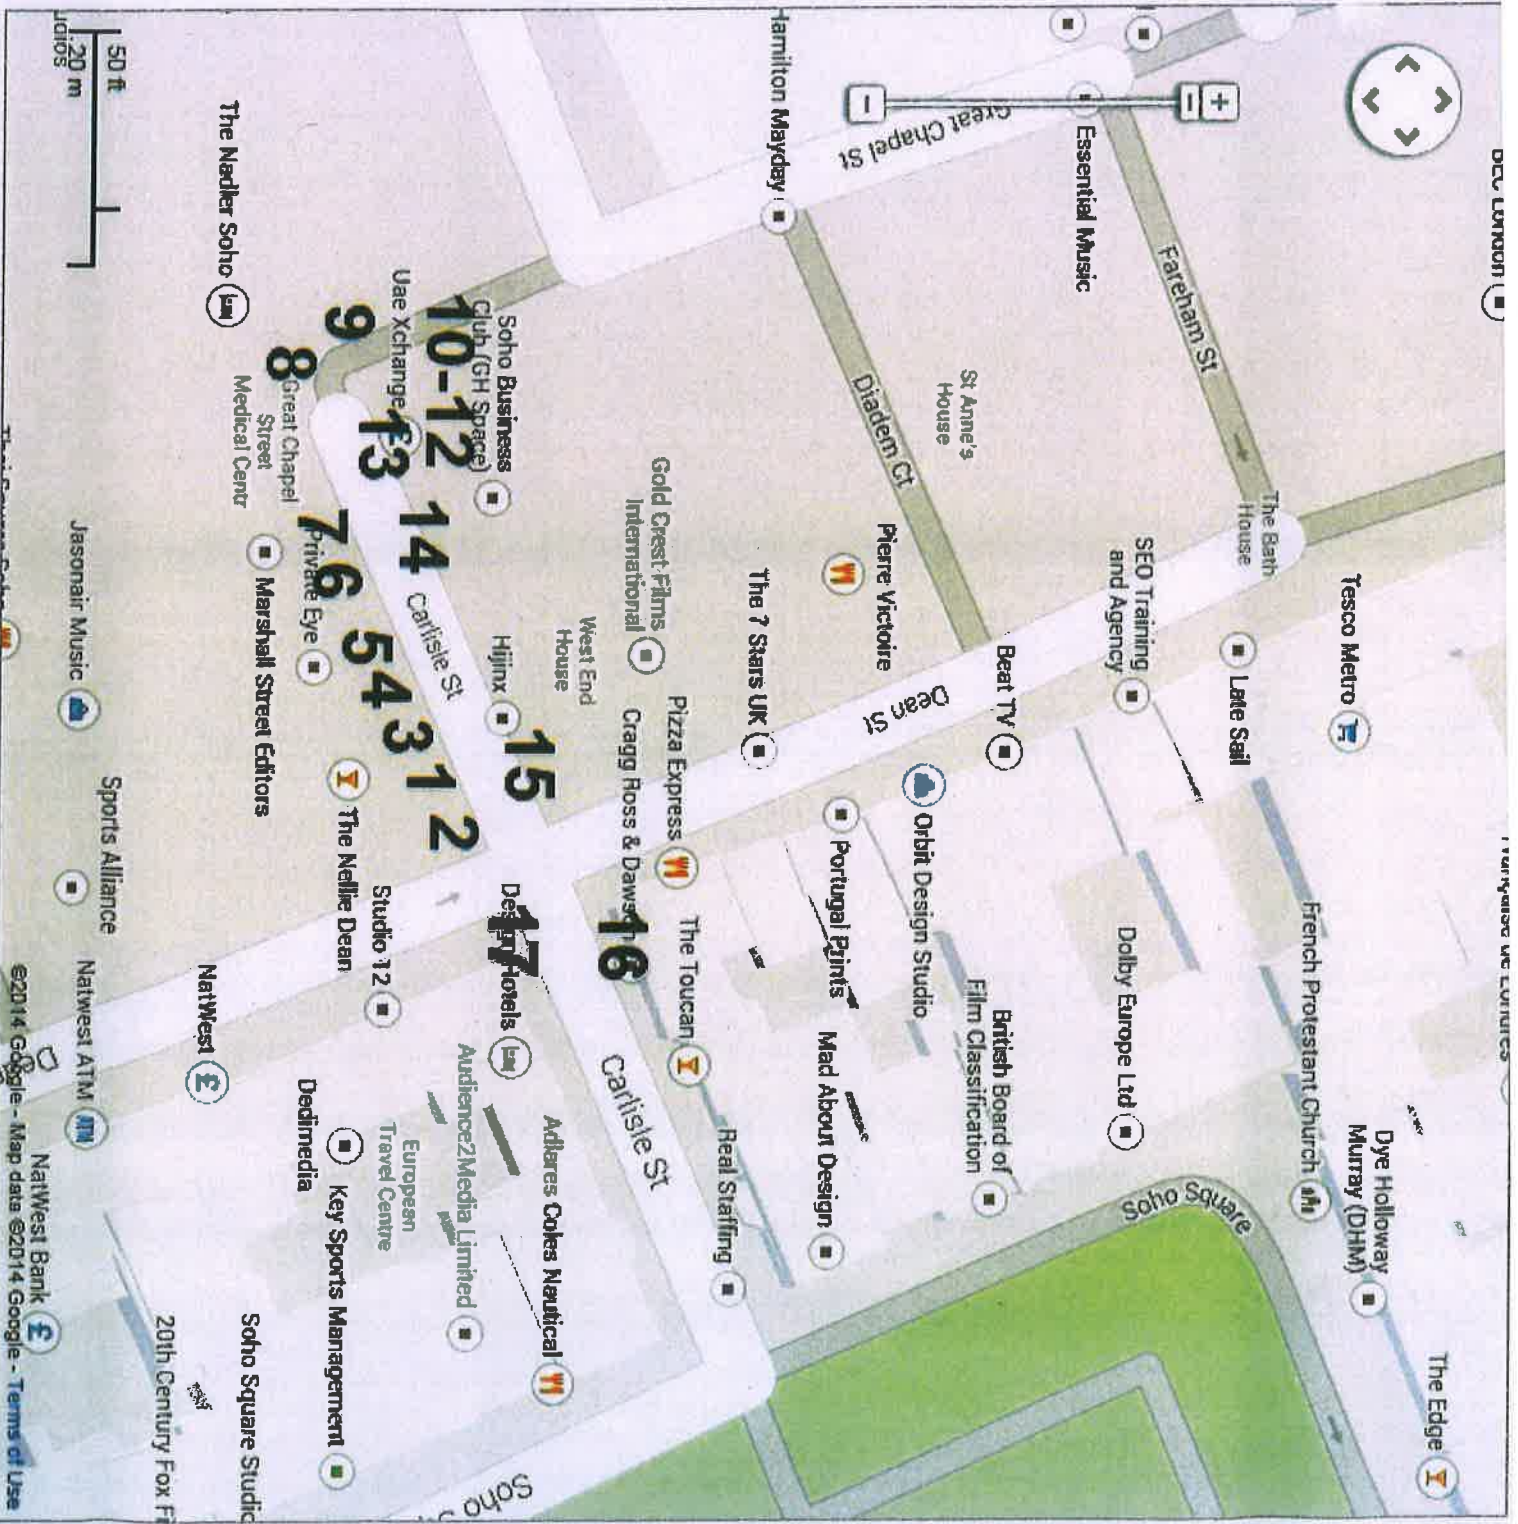 Tesco Metro
Late Sail
The Bath
House
Fareham St
SEO Training
and Agency
Essential Music
The Edge
Dye Holloway
Murray (DHM)
French Protestant Church
Soho Square
Dolby Europe Ltd
British Board of
Film Classification
Beat TV
St Anne's
House
Great Chapel St
Dean St
Orbit Design Studio
Diadem Ct
Pierre Victoire
Portugal Prints
Mad About Design
Hamilton Mayday
The 7 Stars UK
Real Staffing
The Toucan
Pizza Express
Gold Crest Films
International
Cragg Ross &
16
Carlisle St
West End
House
Adlares Coles Nautical
15
Hijinx
17
Hotels
Soho Business
Club (GH Space)
10-12
Audience2Media Limited
14
Carlisle St
2
1
3
4
5
6
7
13
Uae Xchange
European
Travel Centre
Studio 12
The Nellie Dean
9
8
Private Eye
Key Sports Management
Dedimedia
Great Chapel
Street
Medical Centr
Marshall Street Editors
The Nadler Soho
NatWest
Soho Square Studio
20th Century Fox
Sports Alliance
Jasonair Music
Natwest ATM
NatWest Bank
50 ft
20 m
©2014 Google - Map data ©2014 Google - Terms of Use